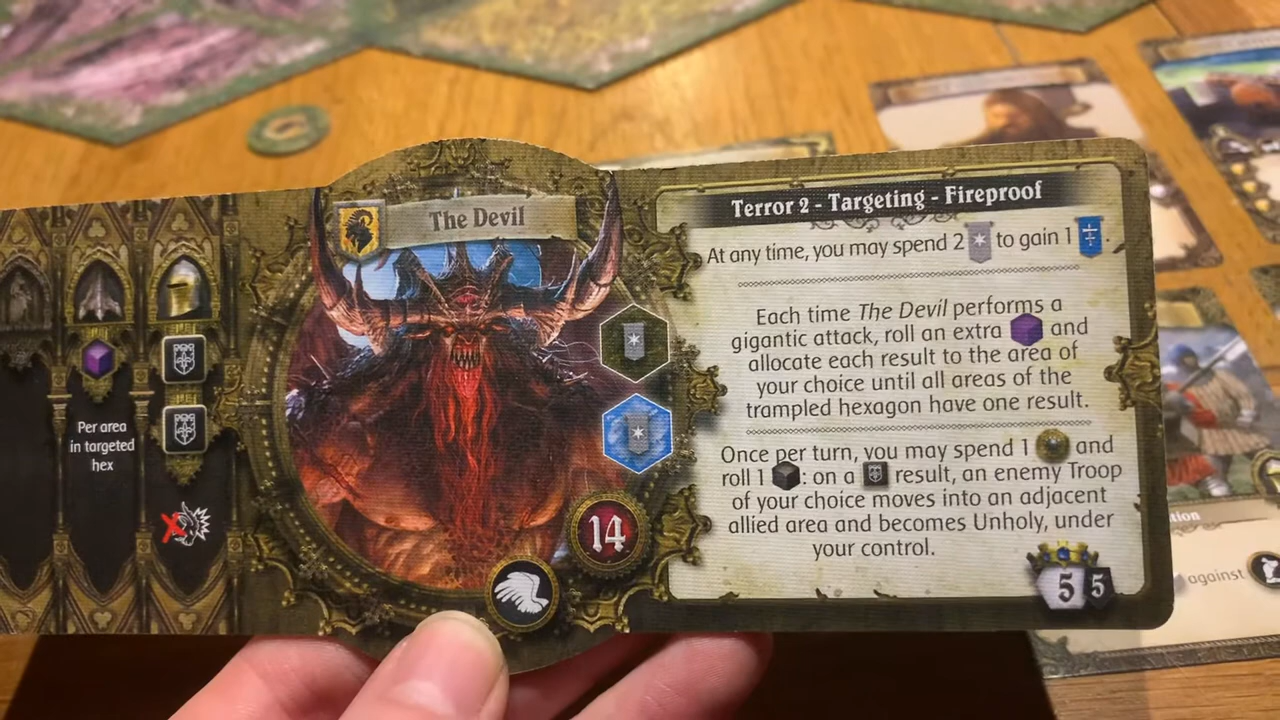 The Devil
Per area
in targeted
hex
14
Terror 2 - Targeting - Fireproof
At any time, you may spend 2 to gain 1 .
Each time The Devil performs a
gigantic attack, roll an extra and
allocate each result to the area of
your choice until all areas of the
trampled hexagon have one result.
Once per turn, you may spend 1 and
roll 1 : on a result, an enemy Troop
of your choice moves into an adjacent
allied area and becomes Unholy, under
your control.
5 5
against